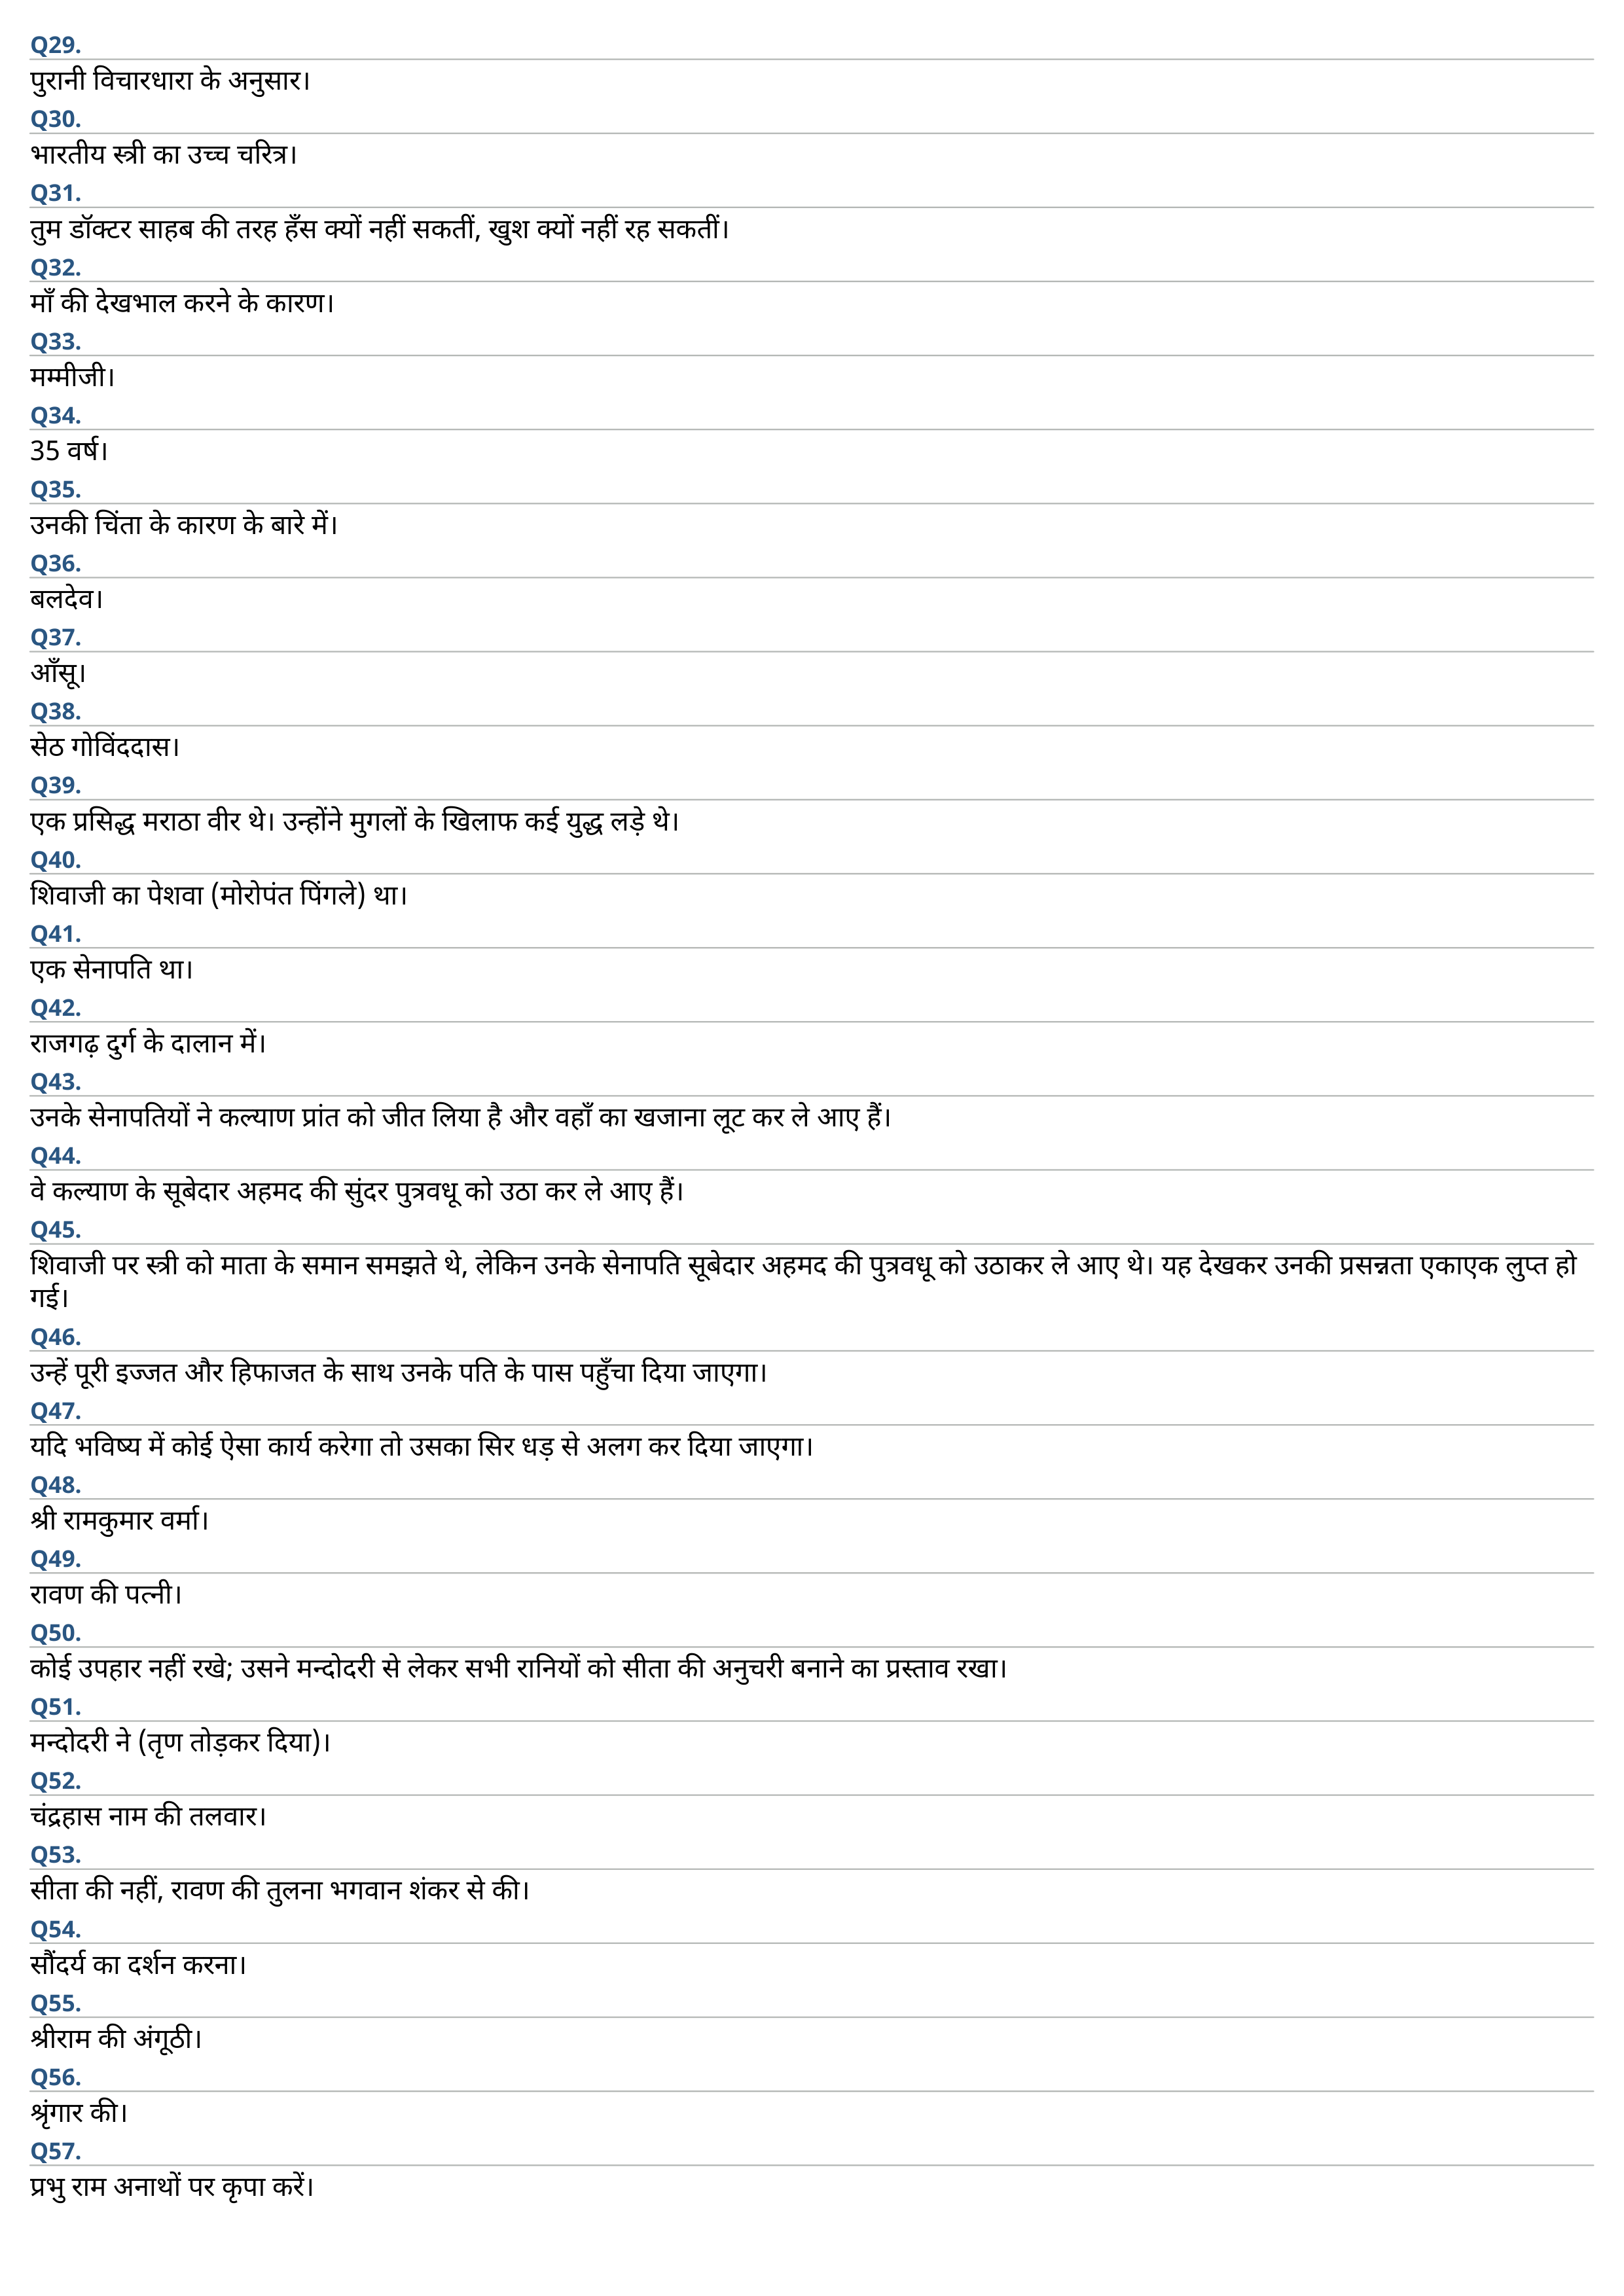 Q29.
पुरानी विचारधारा के अनुसार।
Q30.
भारतीय स्त्री का उच्च चरित्र।
Q31.
तुम डॉक्टर साहब की तरह हँस क्यों नहीं सकतीं, खुश क्यों नहीं रह सकतीं।
Q32.
माँ की देखभाल करने के कारण।
Q33.
मम्मीजी।
Q34.
35 वर्ष।
Q35.
उनकी चिंता के कारण के बारे में।
Q36.
बलदेव।
Q37.
आँसू।
Q38.
सेठ गोविंददास।
Q39.
एक प्रसिद्ध मराठा वीर थे। उन्होंने मुगलों के खिलाफ कई युद्ध लड़े थे।
Q40.
शिवाजी का पेशवा (मोरोपंत पिंगले) था।
Q41.
एक सेनापति था।
Q42.
राजगढ़ दुर्ग के दालान में।
Q43.
उनके सेनापतियों ने कल्याण प्रांत को जीत लिया है और वहाँ का खजाना लूट कर ले आए हैं।
Q44.
वे कल्याण के सूबेदार अहमद की सुंदर पुत्रवधू को उठा कर ले आए हैं।
Q45.
शिवाजी पर स्त्री को माता के समान समझते थे, लेकिन उनके सेनापति सूबेदार अहमद की पुत्रवधू को उठाकर ले आए थे। यह देखकर उनकी प्रसन्नता एकाएक लुप्त हो
गई।
Q46.
उन्हें पूरी इज्जत और हिफाजत के साथ उनके पति के पास पहुँचा दिया जाएगा।
Q47.
यदि भविष्य में कोई ऐसा कार्य करेगा तो उसका सिर धड़ से अलग कर दिया जाएगा।
Q48.
श्री रामकुमार वर्मा।
Q49.
रावण की पत्नी।
Q50.
कोई उपहार नहीं रखे; उसने मन्दोदरी से लेकर सभी रानियों को सीता की अनुचरी बनाने का प्रस्ताव रखा।
Q51.
मन्दोदरी ने (तृण तोड़कर दिया)।
Q52.
चंद्रहास नाम की तलवार।
Q53.
सीता की नहीं, रावण की तुलना भगवान शंकर से की।
Q54.
सौंदर्य का दर्शन करना।
Q55.
श्रीराम की अंगूठी।
Q56.
श्रृंगार की।
Q57.
प्रभु राम अनाथों पर कृपा करें।